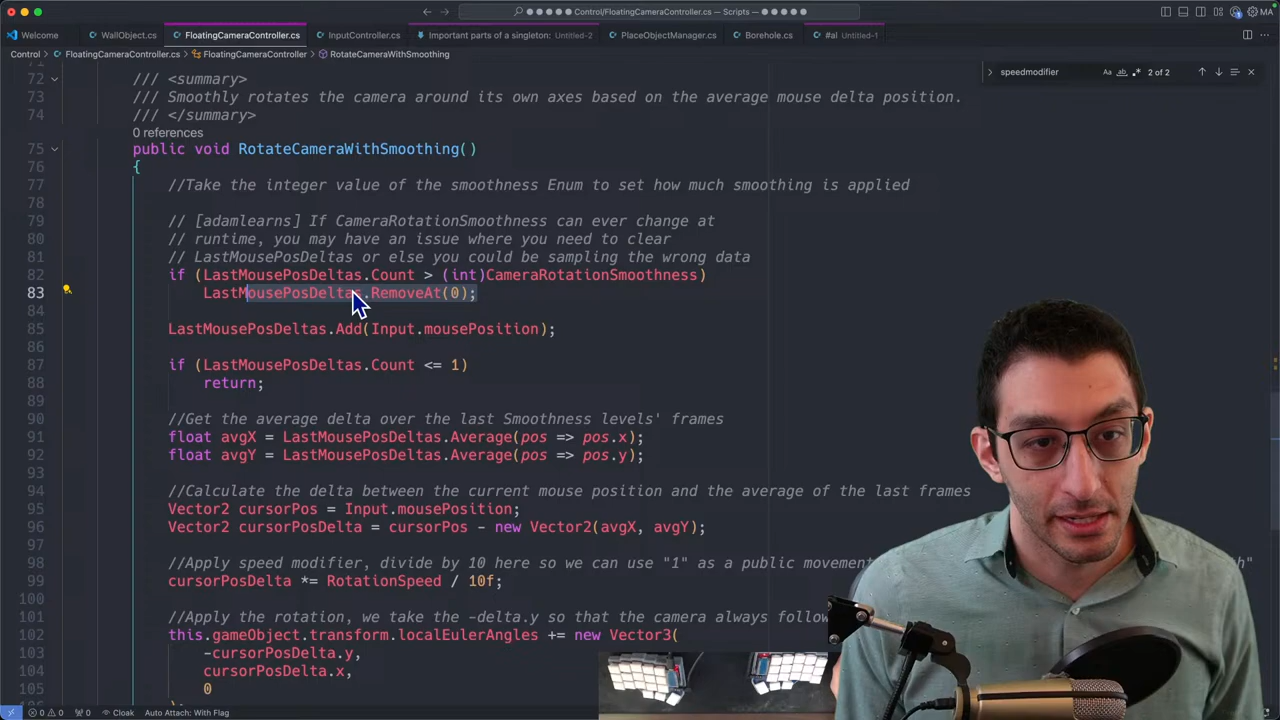 Control/FloatingCameraController.cs — Scripts —
MA
Welcome
WallObject.cs
FloatingCameraController.cs
InputController.cs
Important parts of a singleton: Untitled-2
PlaceObjectManager.cs
Borehole.cs
#al Untitled-1
Control > FloatingCameraController.cs > FloatingCameraController > RotateCameraWithSmoothing
speedmodifier
Aa ab 2 of 2
71
72 /// <summary>
73 /// Smoothly rotates the camera around its own axes based on the average mouse delta position.
74 /// </summary>
0 references
75 public void RotateCameraWithSmoothing()
76 {
77 //Take the integer value of the smoothness Enum to set how much smoothing is applied
78
79 // [adamlearns] If CameraRotationSmoothness can ever change at
80 // runtime, you may have an issue where you need to clear
81 // LastMousePosDeltas or else you could be sampling the wrong data
82 if (LastMousePosDeltas.Count > (int)CameraRotationSmoothness)
83 LastMousePosDeltas.RemoveAt(0);
84
85 LastMousePosDeltas.Add(Input.mousePosition);
86
87 if (LastMousePosDeltas.Count <= 1)
88 return;
89
90 //Get the average delta over the last Smoothness levels' frames
91 float avgX = LastMousePosDeltas.Average(pos => pos.x);
92 float avgY = LastMousePosDeltas.Average(pos => pos.y);
93
94 //Calculate the delta between the current mouse position and the average of the last frames
95 Vector2 cursorPos = Input.mousePosition;
96 Vector2 cursorPosDelta = cursorPos - new Vector2(avgX, avgY);
97
98 //Apply speed modifier, divide by 10 here so we can use "1" as a public movement
99 cursorPosDelta *= RotationSpeed / 10f;
100
101 //Apply the rotation, we take the -delta.y so that the camera always follow
102 this.gameObject.transform.localEulerAngles += new Vector3(
103 -cursorPosDelta.y,
104 cursorPosDelta.x,
105 0
0 0 0 Cloak Auto Attach: With Flag